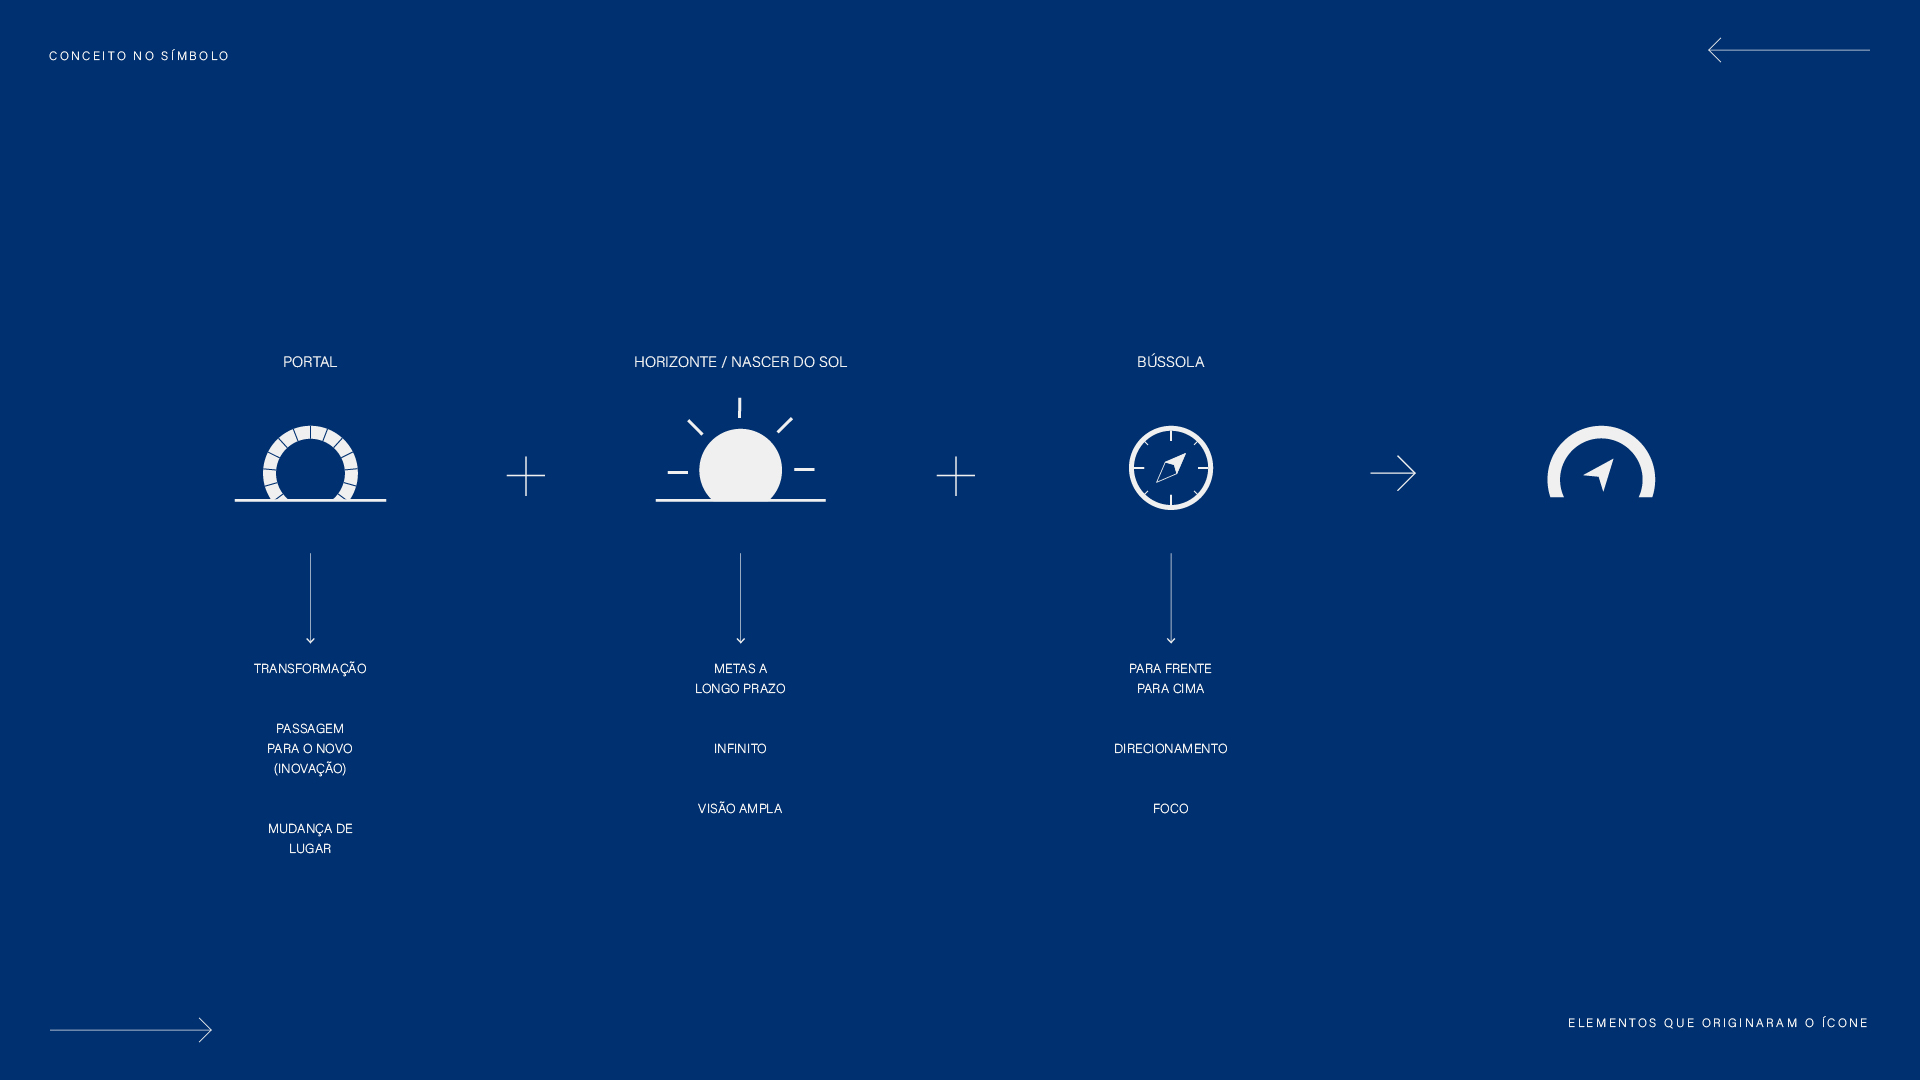 CONCEITO NO SÍMBOLO
PORTAL
TRANSFORMAÇÃO
PASSAGEM
PARA O NOVO
(INOVAÇÃO)
MUDANÇA DE
LUGAR
HORIZONTE / NASCER DO SOL
METAS A
LONGO PRAZO
INFINITO
VISÃO AMPLA
BÚSSOLA
PARA FRENTE
PARA CIMA
DIRECIONAMENTO
FOCO
ELEMENTOS QUE ORIGINARAM O ÍCONE